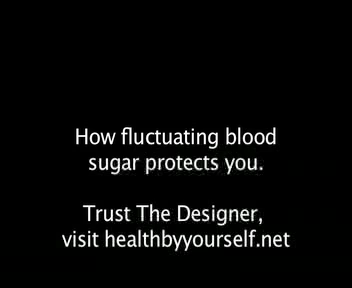 How fluctuating blood
sugar protects you.
Trust The Designer,
visit healthbyyourself.net